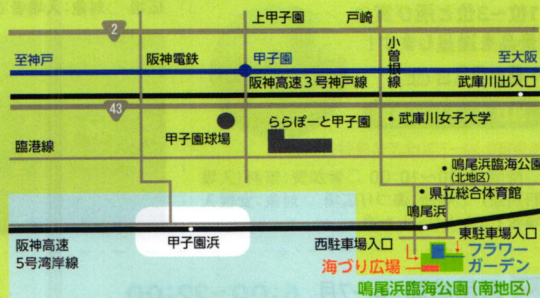 2
上甲子園
戸崎
至神戸
阪神電鉄
甲子園
小曽根線
至大阪
阪神高速3号神戸線
武庫川出入口
43
甲子園球場
ららぽーと甲子園
武庫川女子大学
臨港線
鳴尾浜臨海公園
(北地区)
県立総合体育館
鳴尾浜
阪神高速
5号湾岸線
甲子園浜
西駐車場入口
東駐車場入口
海づり広場
フラワー
ガーデン
鳴尾浜臨海公園(南地区)